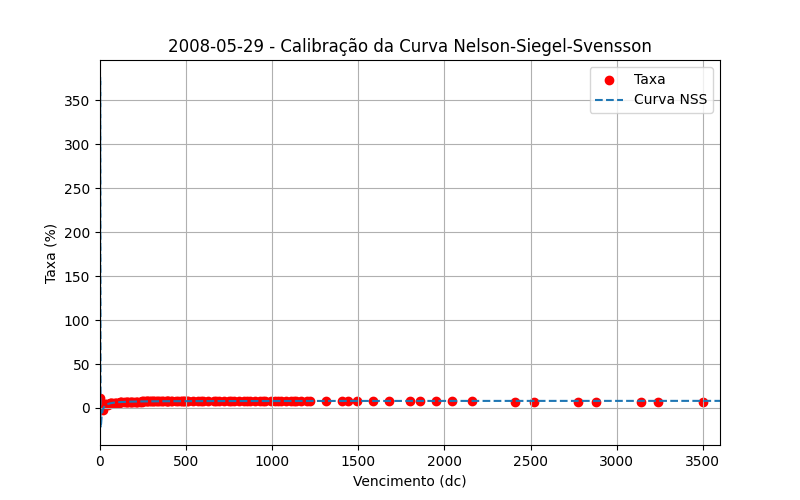 2008-05-29 - Calibração da Curva Nelson-Siegel-Svensson
Taxa
Curva NSS
Taxa (%)
350
300
250
200
150
100
50
0
0 500 1000 1500 2000 2500 3000 3500
Vencimento (dc)